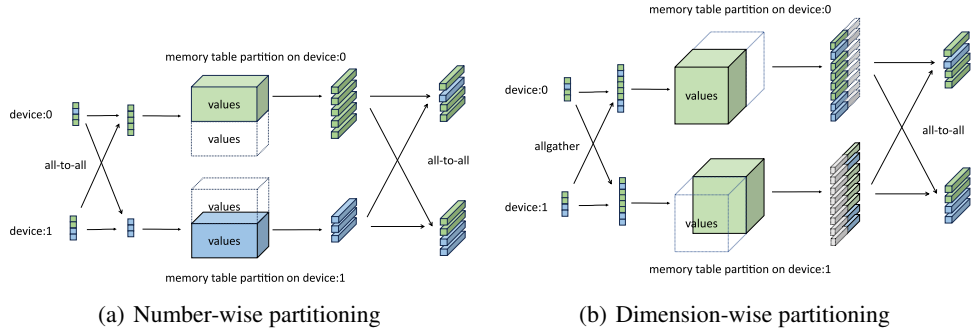 memory table partition on device:0
device:0
values
values
all-to-all
all-to-all
values
device:1
values
memory table partition on device:1
(a) Number-wise partitioning
memory table partition on device:0
device:0
values
allgather
all-to-all
device:1
values
memory table partition on device:1
(b) Dimension-wise partitioning